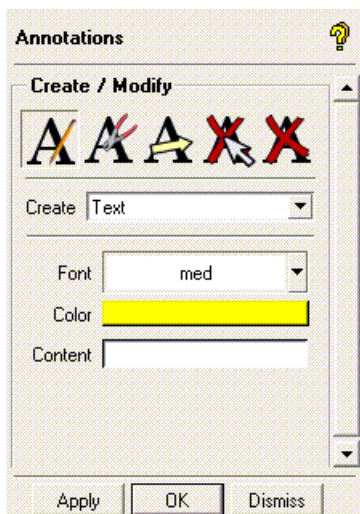 Annotations
Create / Modify
Create Text
Font med
Color
Content
Apply OK Dismiss